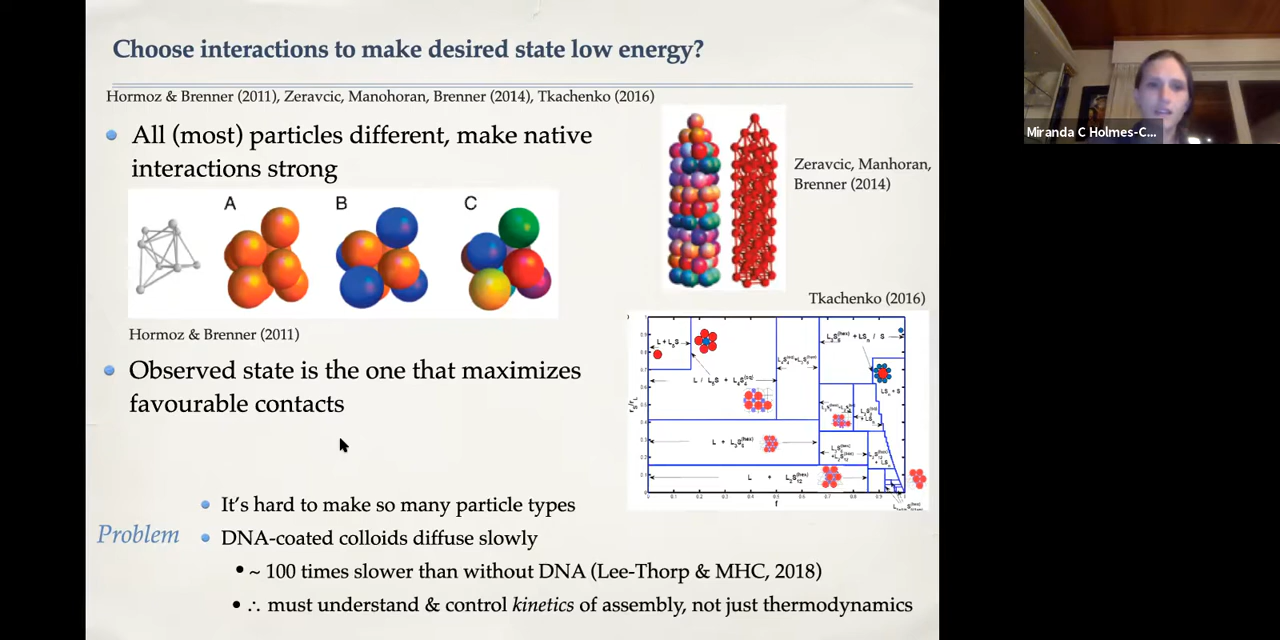 Choose interactions to make desired state low energy?
Hormoz & Brenner (2011), Zeravcic, Manohoran, Brenner (2014), Tkachenko (2016)
All (most) particles different, make native
interactions strong
A
B
C
Hormoz & Brenner (2011)
Zeravcic, Manhoran,
Brenner (2014)
Tkachenko (2016)
Observed state is the one that maximizes
favourable contacts
Problem
It's hard to make so many particle types
DNA-coated colloids diffuse slowly
~ 100 times slower than without DNA (Lee-Thorp & MHC, 2018)
∴ must understand & control kinetics of assembly, not just thermodynamics
Miranda C Holmes-C...